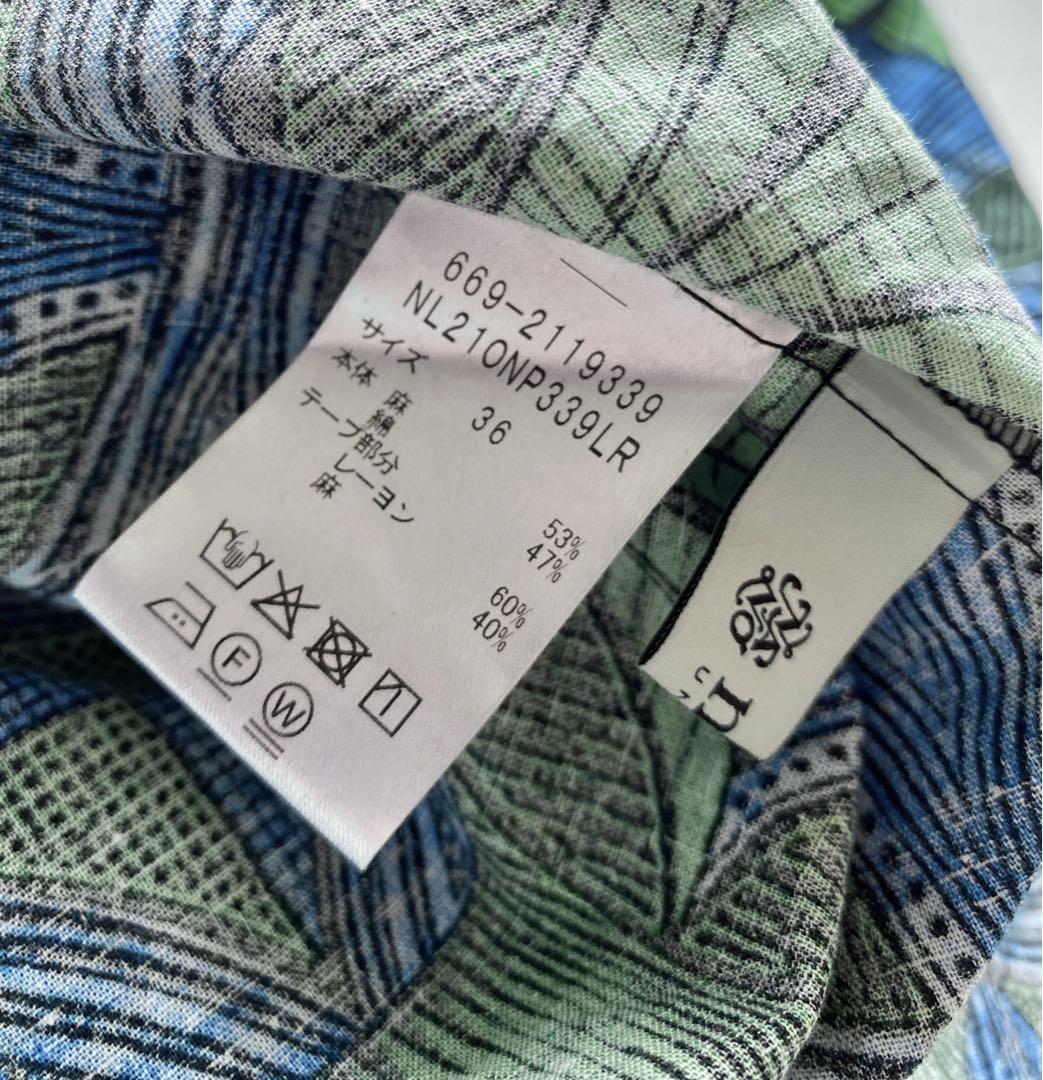 669-2119339
NL210NP339LR
サイズ 36
本体 麻 53%
綿 47%
テープ部分
レーヨン 60%
麻 40%
F
W